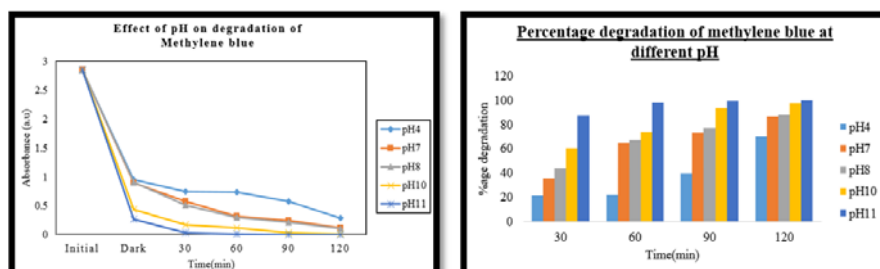 Effect of pH on degradation of
Methylene blue
3
2.5
2
1.5
1
0.5
0
Absorbance (a.u)
Initial Dark 30 60 90 120
Time(min)
pH4
pH7
pH8
pH10
pH11
Percentage degradation of methylene blue at
different pH
120
100
80
60
40
20
0
%age degradation
30 60 90 120
Time(min)
pH4
pH7
pH8
pH10
pH11